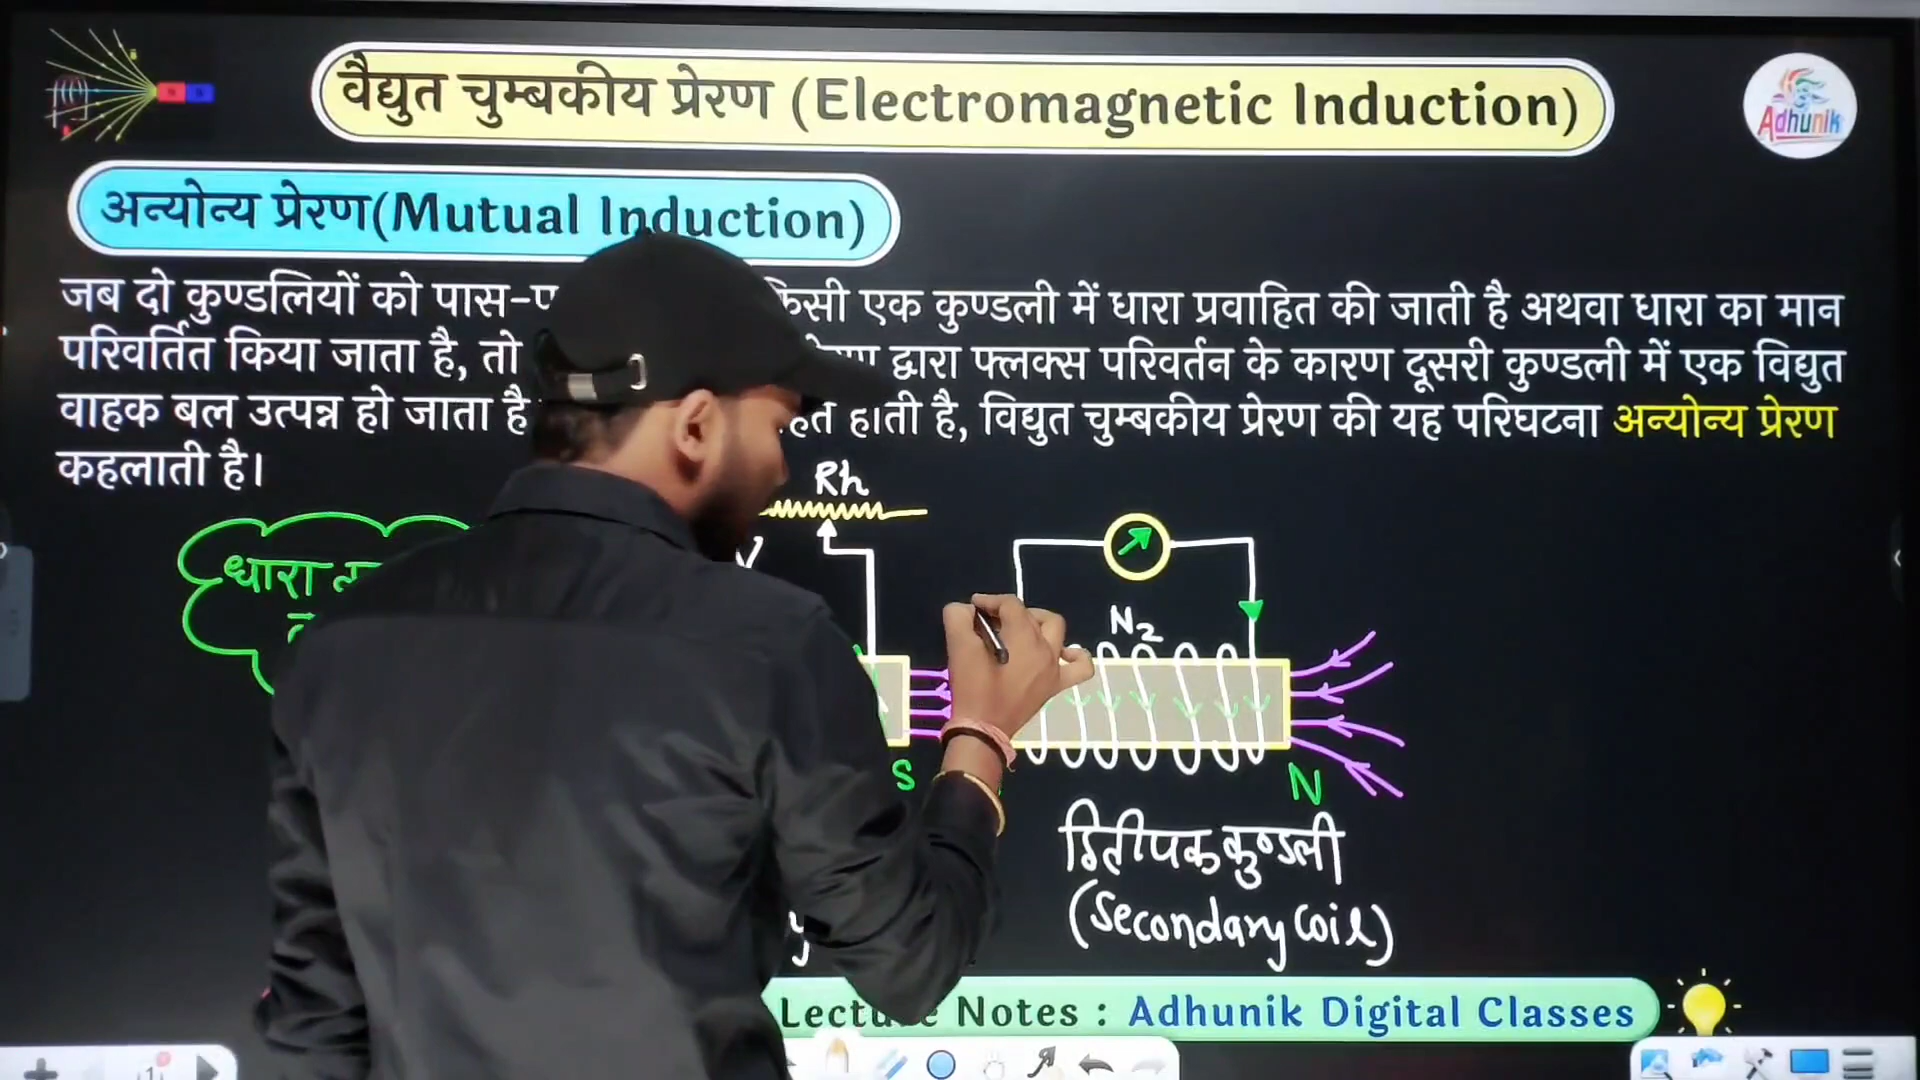 वैद्युत चुम्बकीय प्रेरण (Electromagnetic Induction)
Adhunik
अन्योन्य प्रेरण(Mutual Induction)
जब दो कुण्डलियों को पास-प किसी एक कुण्डली में धारा प्रवाहित की जाती है अथवा धारा का मान
परिवर्तित किया जाता है, तो द्वारा फ्लक्स परिवर्तन के कारण दूसरी कुण्डली में एक विद्युत
वाहक बल उत्पन्न हो जाता है होती है, विद्युत चुम्बकीय प्रेरण की यह परिघटना अन्योन्य प्रेरण
कहलाती है।
Rh
धारा
N2
S
N
द्वितीयक कुण्डली
(Secondary Coil)
Lecture Notes : Adhunik Digital Classes
1